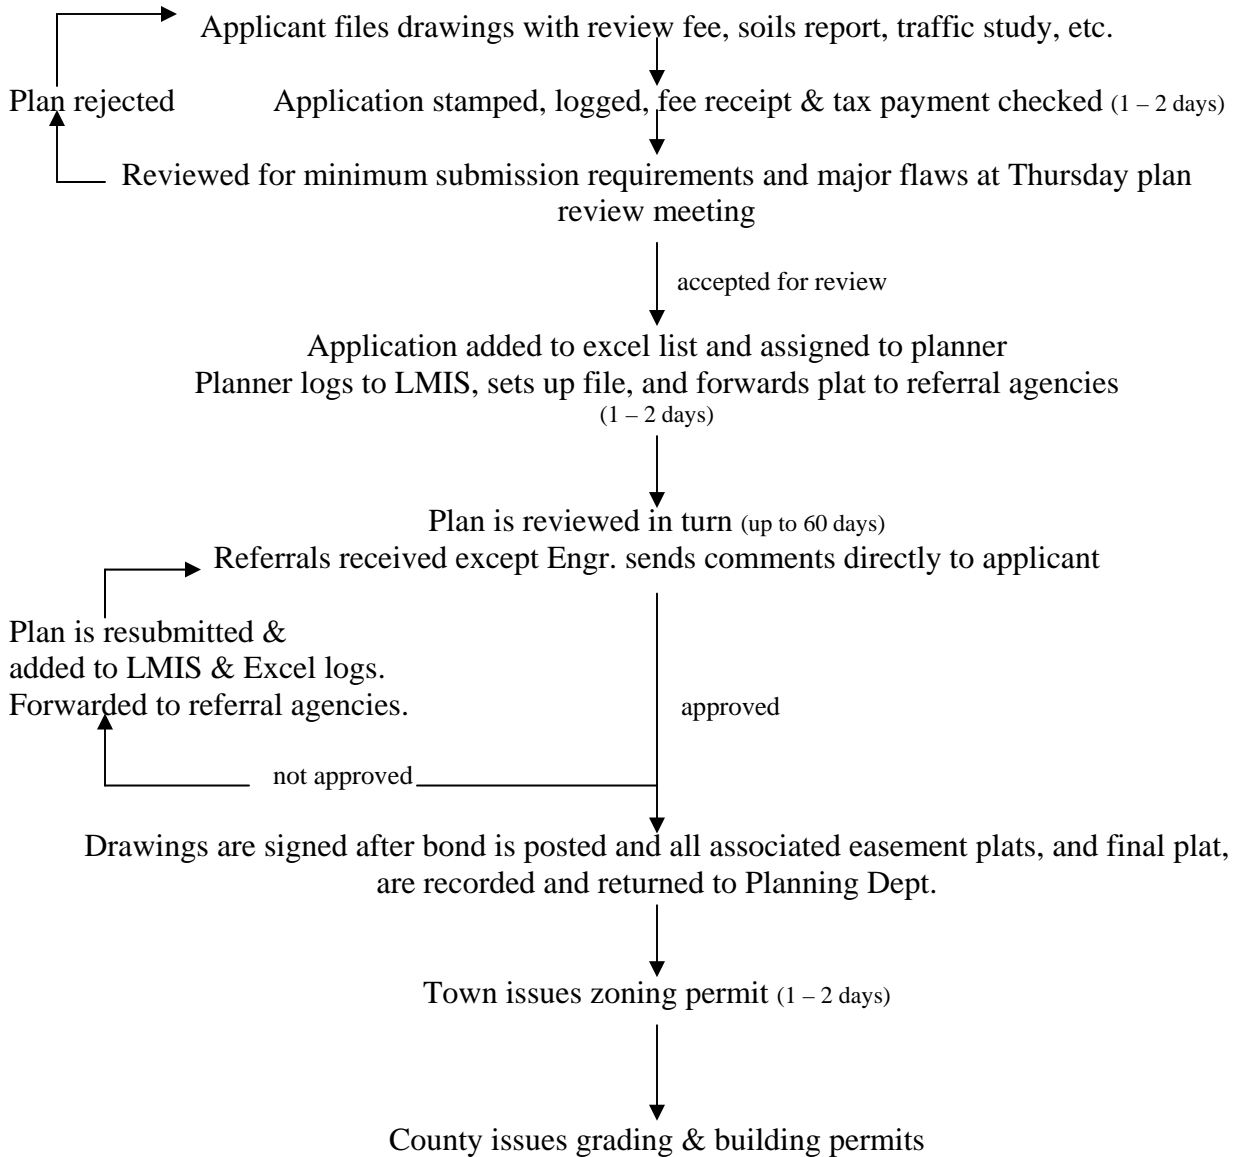 Applicant files drawings with review fee, soils report, traffic study, etc.
Plan rejected
Application stamped, logged, fee receipt & tax payment checked (1 – 2 days)
Reviewed for minimum submission requirements and major flaws at Thursday plan
review meeting
accepted for review
Application added to excel list and assigned to planner
Planner logs to LMIS, sets up file, and forwards plat to referral agencies
(1 – 2 days)
Plan is reviewed in turn (up to 60 days)
Referrals received except Engr. sends comments directly to applicant
Plan is resubmitted &
added to LMIS & Excel logs.
Forwarded to referral agencies.
approved
not approved
Drawings are signed after bond is posted and all associated easement plats, and final plat,
are recorded and returned to Planning Dept.
Town issues zoning permit (1 – 2 days)
County issues grading & building permits